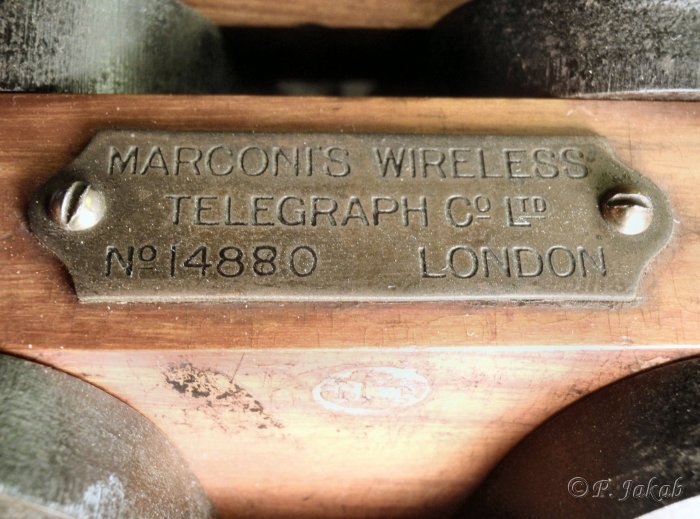 MARCONI'S WIRELESS
TELEGRAPH Cº LTD
Nº 14880 LONDON
© P. Jakab